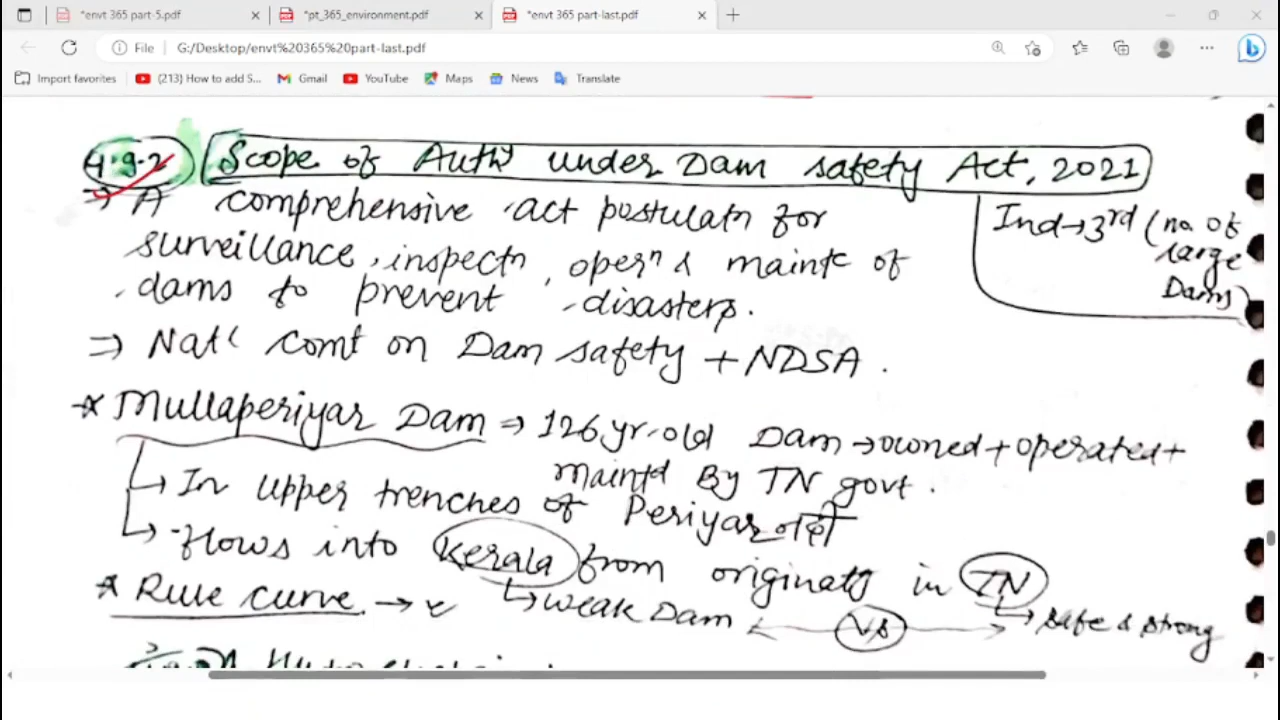 *envt 365 part-5.pdf
*pt_365_environment.pdf
*envt 365 part-last.pdf
File
G:/Desktop/envt%20365%20part-last.pdf
Import favorites
(213) How to add S...
Gmail
YouTube
Maps
News
Translate
4.9.2 Scope of Authy under Dam safety Act, 2021
→ A comprehensive act postulatn for
surveillance, inspectn, opern & maintc of
dams to prevent disasters.
Ind→3rd (no. of
large
Dams)
⇒ Natl comt on Dam safety + NDSA.
* Mullaperiyar Dam ⇒ 126 yr. old Dam → owned + operated +
maintd By TN govt.
→ In upper trenches of Periyar
→ flows into Kerala from originatg in TN
* Rule curve →
→ weak Dam
← Vs →
→ safe & strong